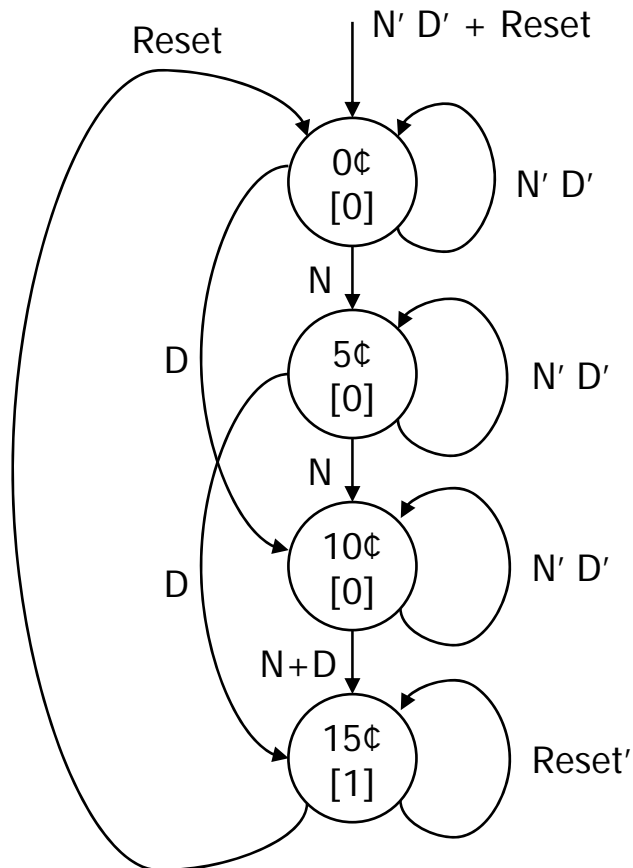 N′ D′ + Reset
Reset
0¢
[0]
N′ D′
N
D
5¢
[0]
N′ D′
N
10¢
[0]
N′ D′
D
N+D
15¢
[1]
Reset′